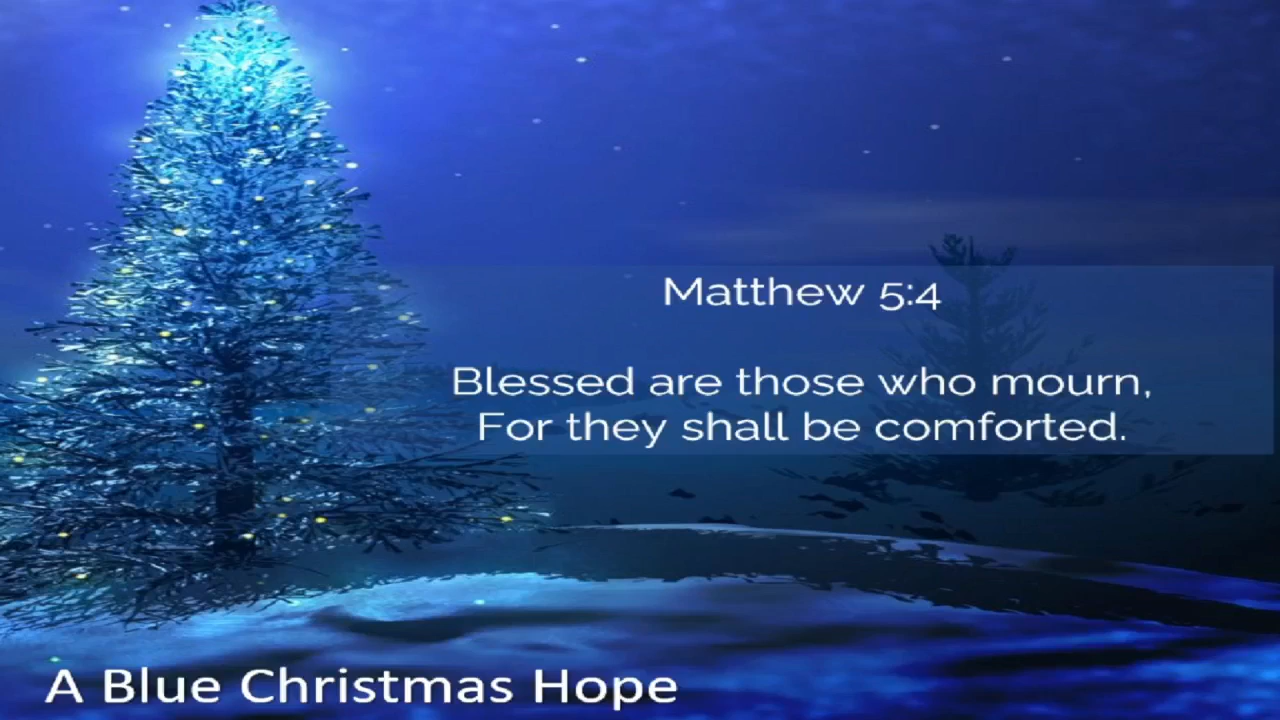 Matthew 5:4
Blessed are those who mourn,
For they shall be comforted.
A Blue Christmas Hope